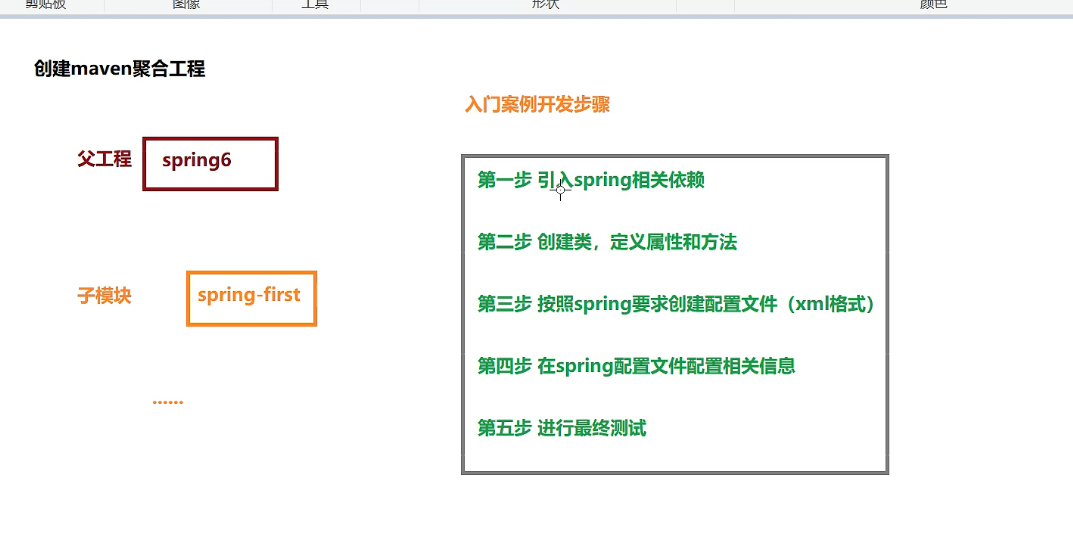 剪贴板 图像 工具 形状 颜色
创建maven聚合工程
入门案例开发步骤
父工程 spring6
第一步 引入spring相关依赖
第二步 创建类，定义属性和方法
子模块 spring-first
第三步 按照spring要求创建配置文件（xml格式）
第四步 在spring配置文件配置相关信息
......
第五步 进行最终测试